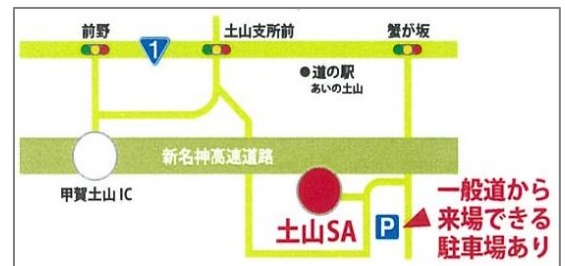 前野
1
土山支所前
蟹が坂
●道の駅
あいの土山
新名神高速道路
甲賀土山IC
土山SA
P
一般道から
来場できる
駐車場あり